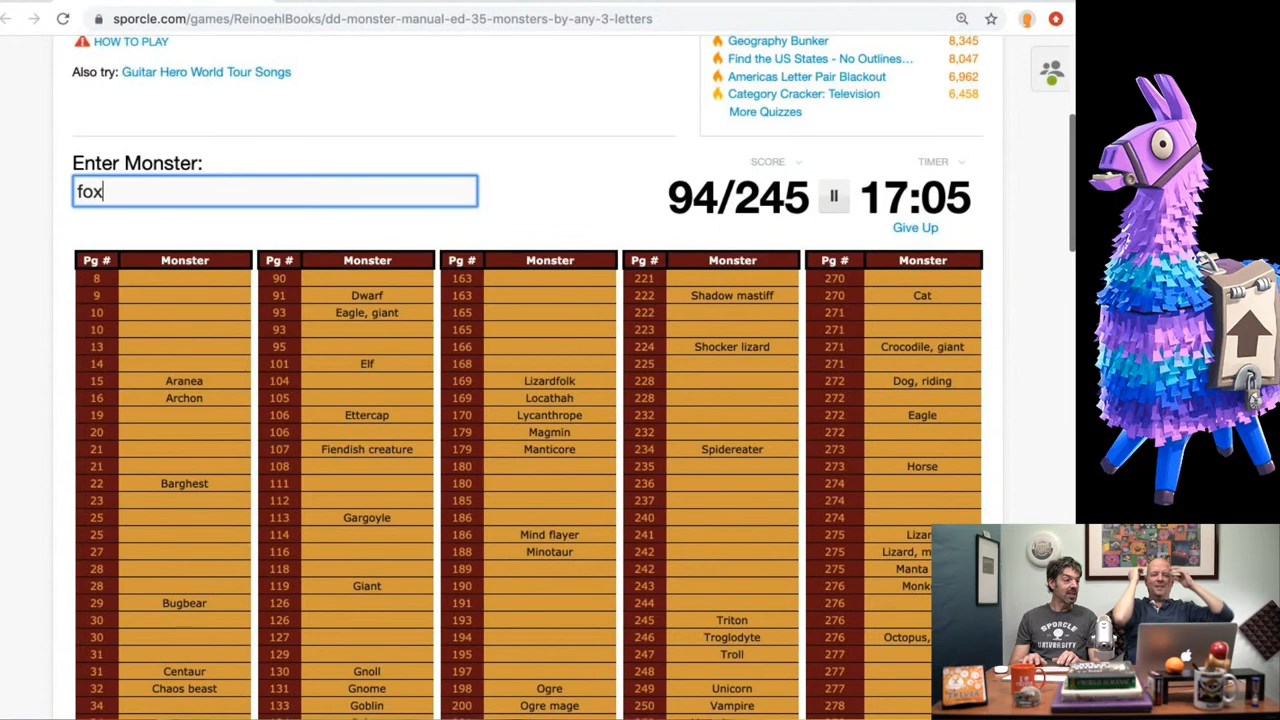 sporcle.com/games/ReinoehlBooks/dd-monster-manual-ed-35-monsters-by-any-3-letters
HOW TO PLAY
Also try: Guitar Hero World Tour Songs
Geography Bunker 8,345
Find the US States - No Outlines... 8,047
Americas Letter Pair Blackout 6,962
Category Cracker: Television 6,458
More Quizzes
Enter Monster:
fox
SCORE TIMER
94/245 17:05
Give Up
Pg # Monster Pg # Monster Pg # Monster Pg # Monster Pg # Monster
8 90 163 221 270
9 91 Dwarf 163 222 Shadow mastiff 270 Cat
10 93 Eagle, giant 165 222 271
10 93 165 223 271
13 95 166 224 Shocker lizard 271 Crocodile, giant
14 101 Elf 168 225 271
15 Aranea 104 169 Lizardfolk 228 272 Dog, riding
16 Archon 105 169 Locathah 228 272
19 106 Ettercap 170 Lycanthrope 232 272 Eagle
20 106 179 Magmin 232 272
21 107 Fiendish creature 179 Manticore 234 Spidereater 273
21 108 180 235 273 Horse
22 Barghest 111 180 236 274
23 112 185 237 274
25 113 Gargoyle 186 240 274
25 114 186 Mind flayer 241 275 Lizar
27 116 188 Minotaur 242 275 Lizard, m
28 118 189 242 275 Manta
28 119 Giant 190 243 276 Monk
29 Bugbear 126 191 244 276
30 126 193 245 Triton 276
30 127 194 246 Troglodyte 276 Octopus,
31 129 195 247 Troll 277
31 Centaur 130 Gnoll 197 248 277
32 Chaos beast 131 Gnome 198 Ogre 249 Unicorn 277
34 133 Goblin 200 Ogre mage 250 Vampire 278
SPORCLE
UNIVERSITY
TRIVIA